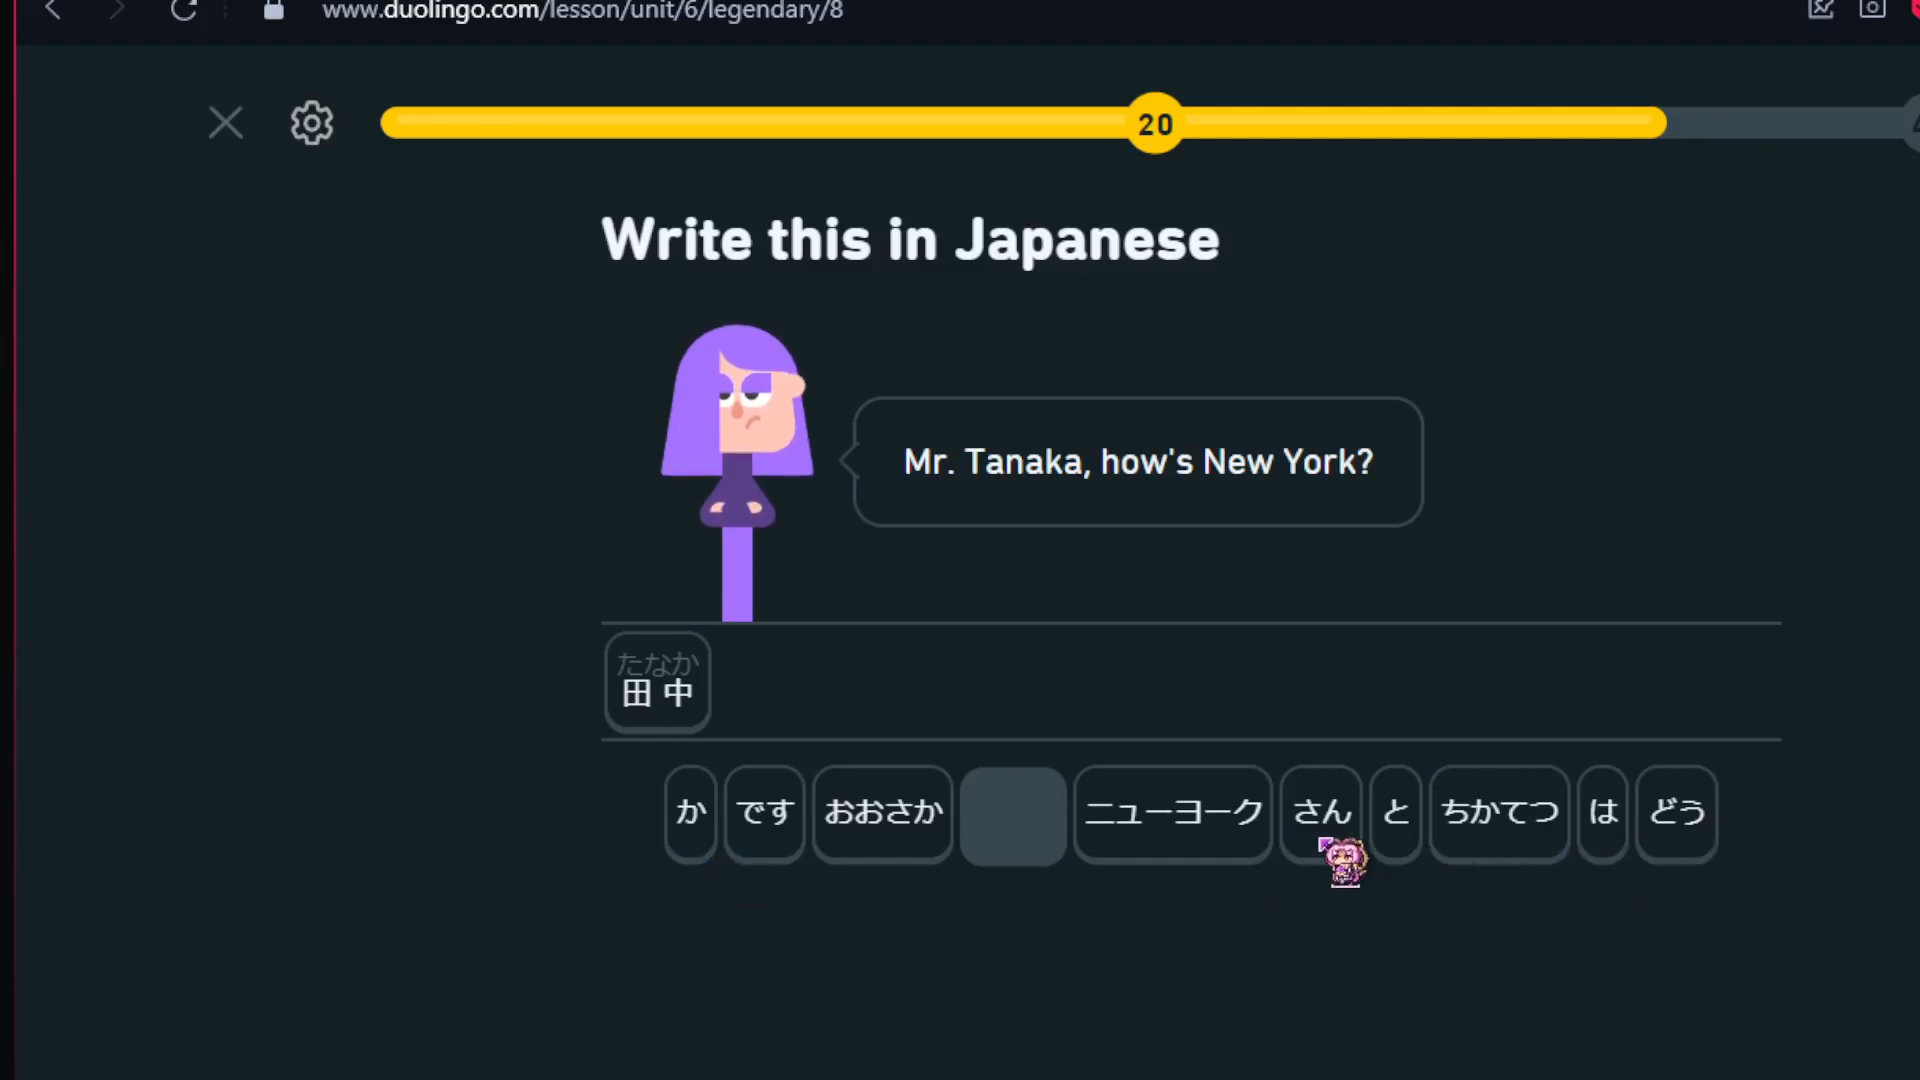 www.duolingo.com/lesson/unit/6/legendary/8
20
Write this in Japanese
Mr. Tanaka, how's New York?
たなか
田中
か です おおさか ニューヨーク さん と ちかてつ は どう